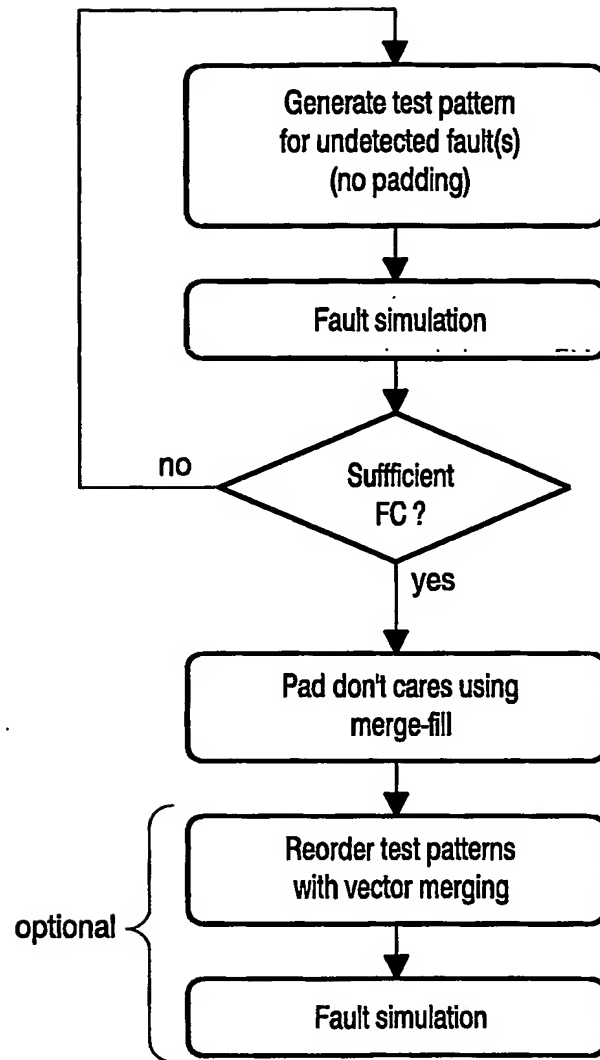 Generate test pattern
for undetected fault(s)
(no padding)
Fault simulation
no
Suffficient
FC ?
yes
Pad don't cares using
merge-fill
Reorder test patterns
with vector merging
optional
Fault simulation